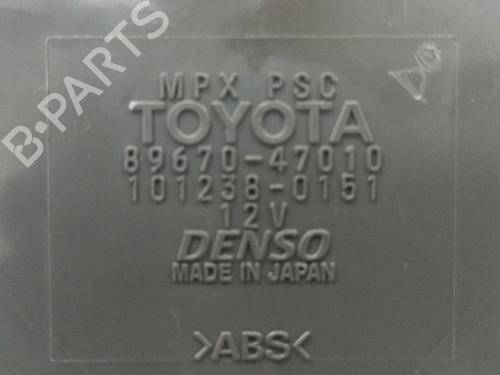 B-PARTS
MPX PSC
TOYOTA
89670-47010
101238-0151
12V
DENSO
MADE IN JAPAN
>ABS<